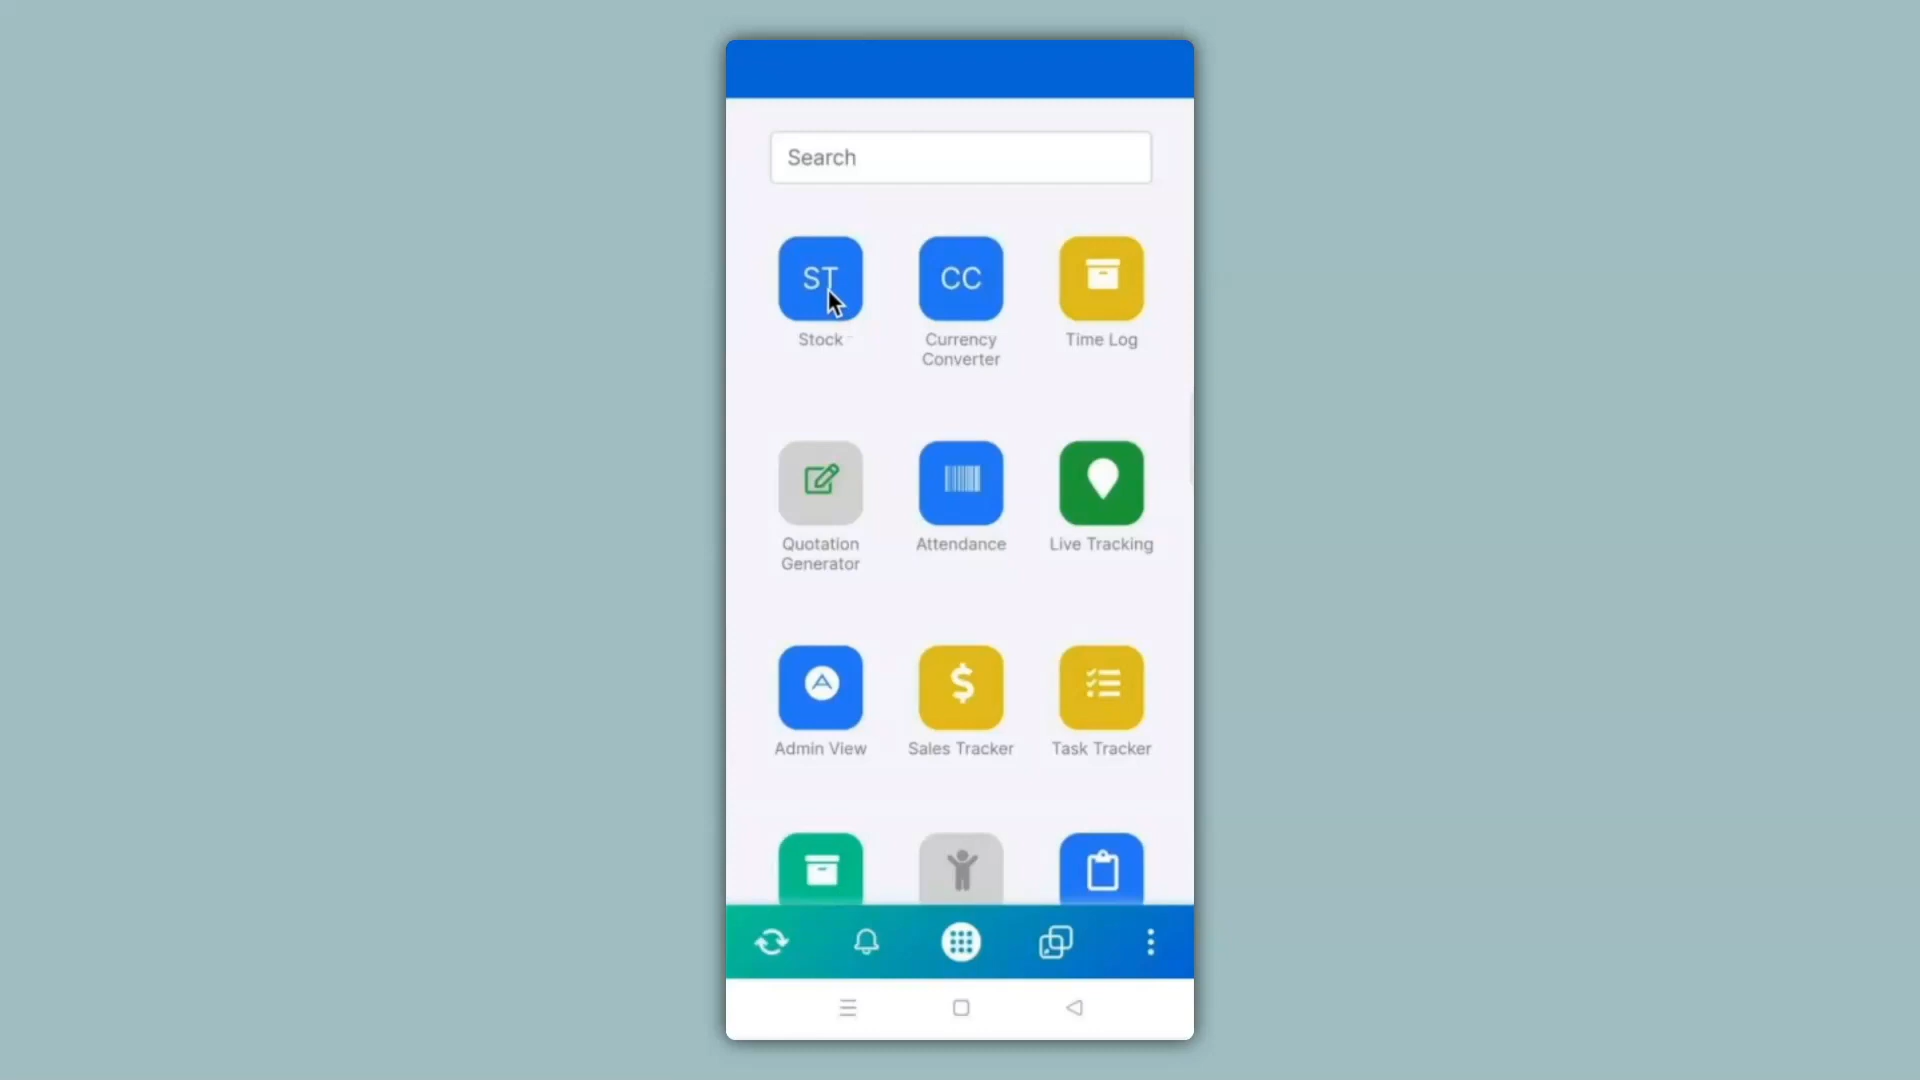 Search
ST
CC
Stock
Currency
Converter
Time Log
Quotation
Generator
Attendance
Live Tracking
Admin View
Sales Tracker
Task Tracker